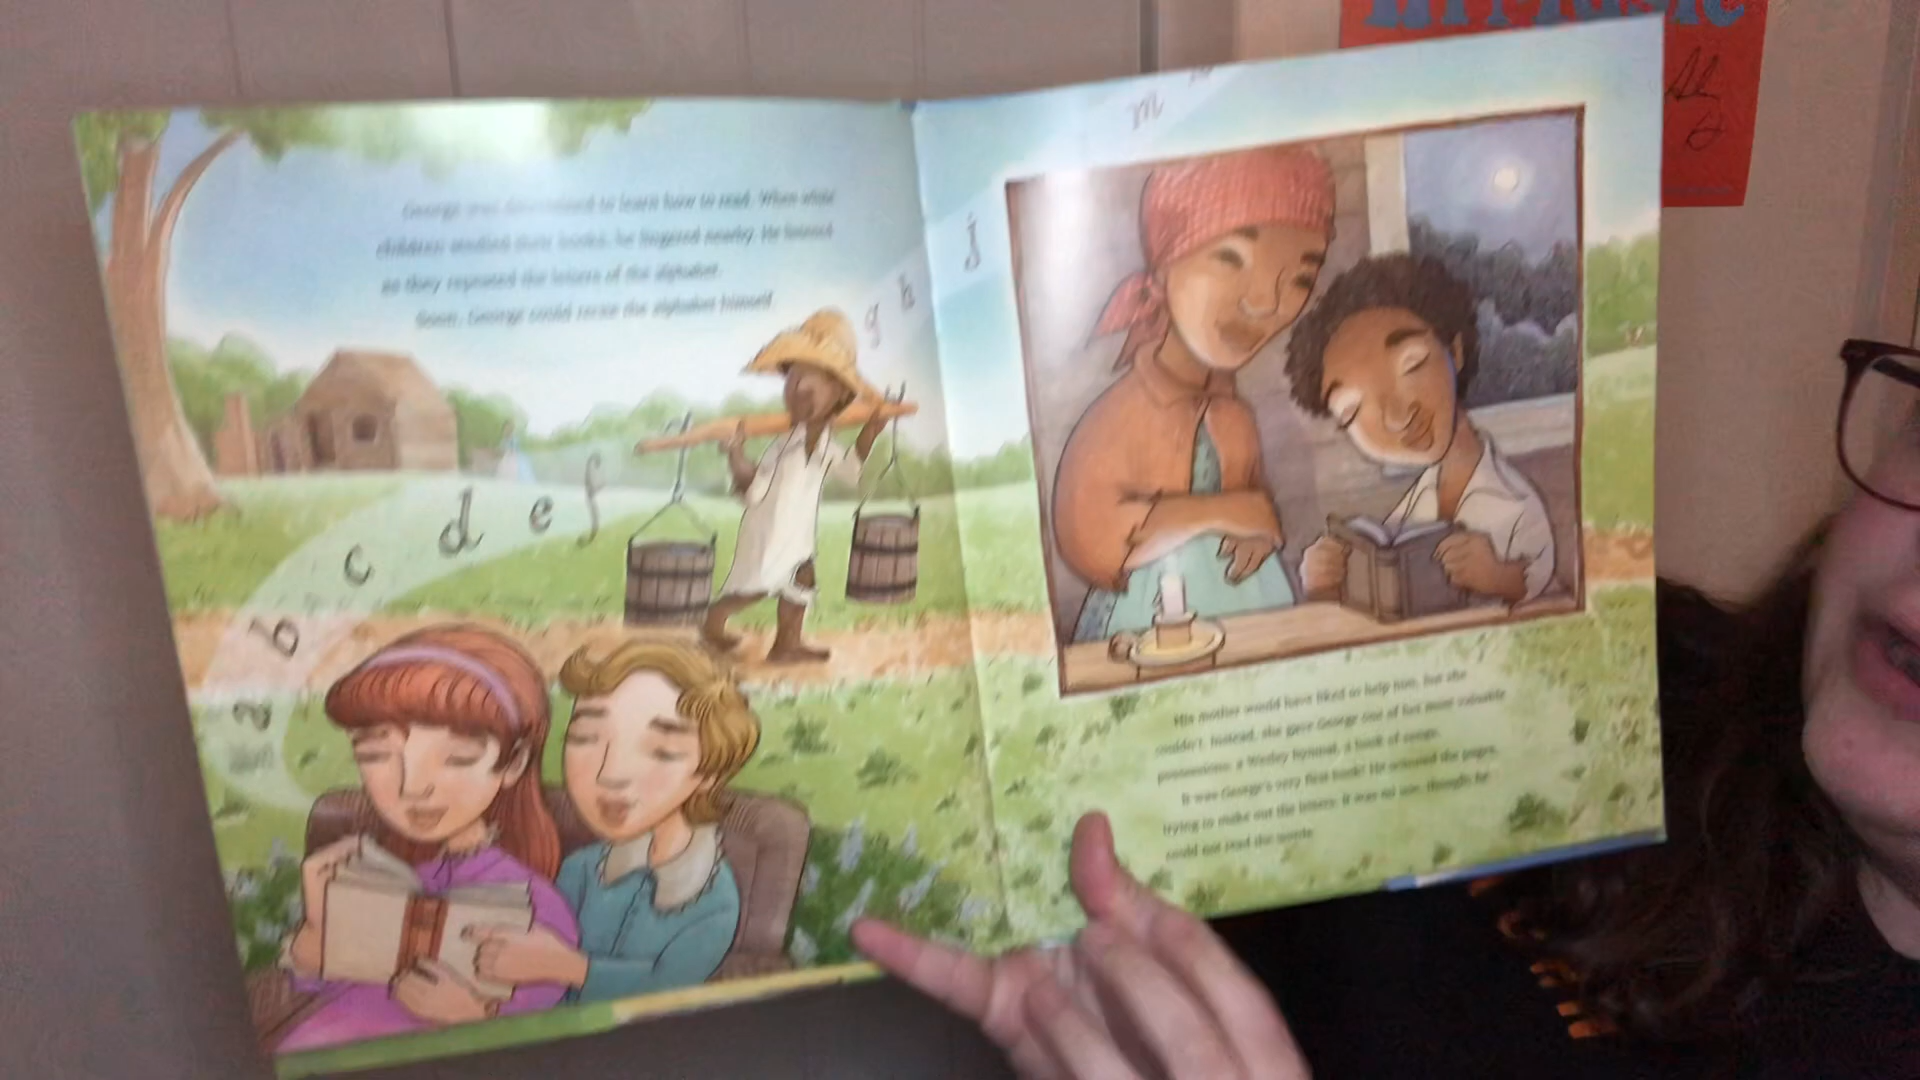 George was determined to learn how to read. When white
children studied their books, he lingered nearby. He listened
as they repeated the letters of the alphabet.
Soon, George could recite the alphabet himself.
a b c d e f g h
j
m
His mother would have liked to help him, but she
couldn't. Instead, she gave George one of her most valuable
possessions: a Wesley hymnal, a book of songs.
It was George's very first book! He scanned the pages,
trying to make out the letters. It was no use, though: he
could not read the words.